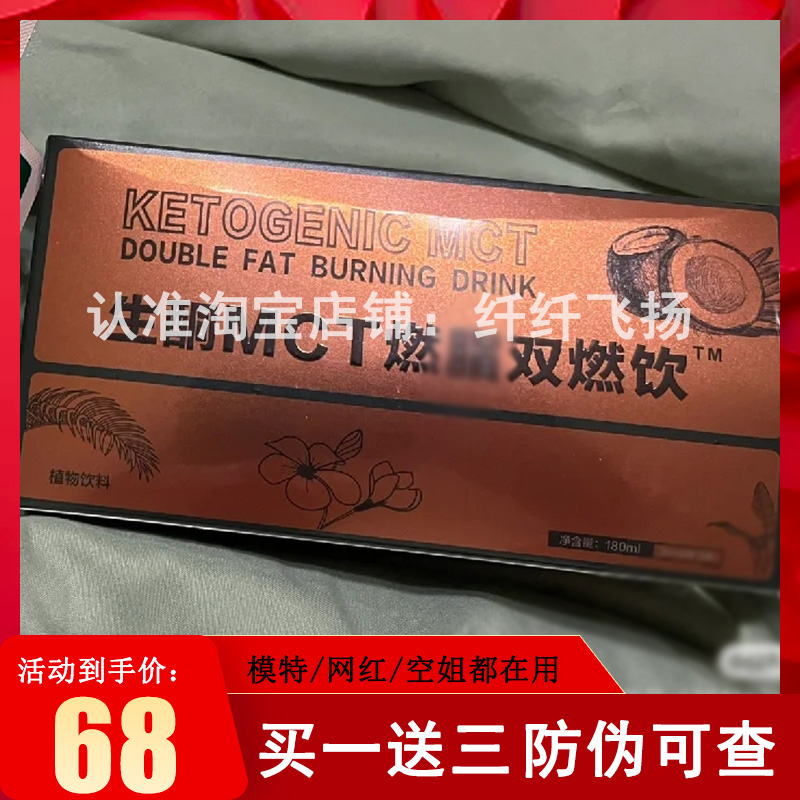 KETOGENIC MCT
DOUBLE FAT BURNING DRINK
认准淘宝店铺：纤纤飞扬
生酮MCT燃 双燃饮™
植物饮料
净含量：180ml
活动到手价：
68
模特/网红/空姐都在用
买一送三 防伪可查